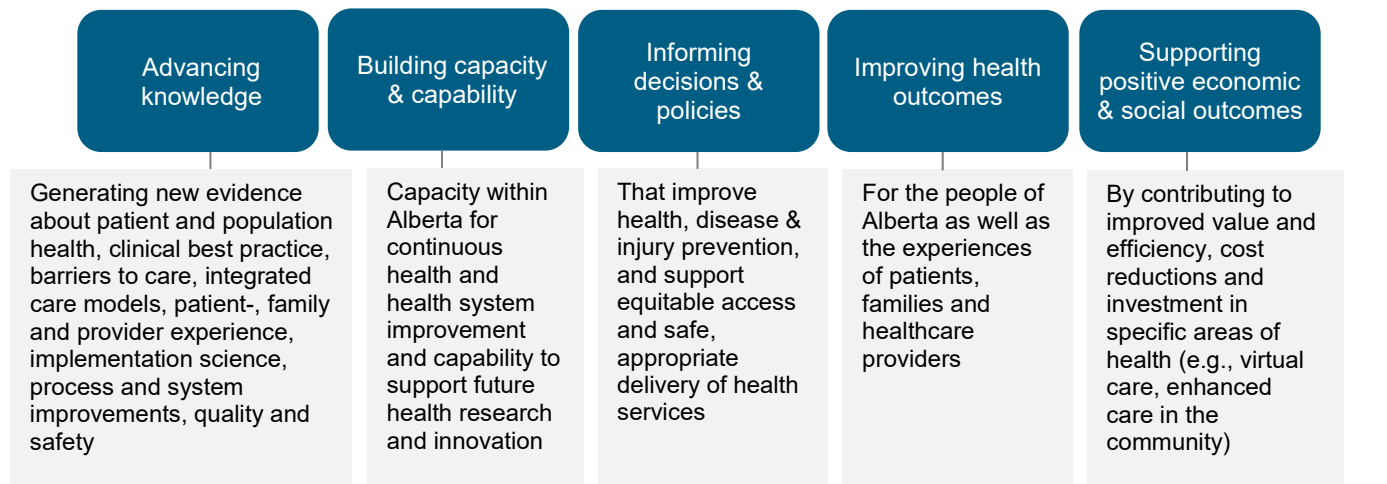 Advancing
knowledge
Generating new evidence
about patient and population
health, clinical best practice,
barriers to care, integrated
care models, patient-, family
and provider experience,
implementation science,
process and system
improvements, quality and
safety
Building capacity
& capability
Capacity within
Alberta for
continuous
health and
health system
improvement
and capability to
support future
health research
and innovation
Informing
decisions &
policies
That improve
health, disease &
injury prevention,
and support
equitable access
and safe,
appropriate
delivery of health
services
Improving health
outcomes
For the people of
Alberta as well as
the experiences
of patients,
families and
healthcare
providers
Supporting
positive economic
& social outcomes
By contributing to
improved value and
efficiency, cost
reductions and
investment in
specific areas of
health (e.g., virtual
care, enhanced
care in the
community)